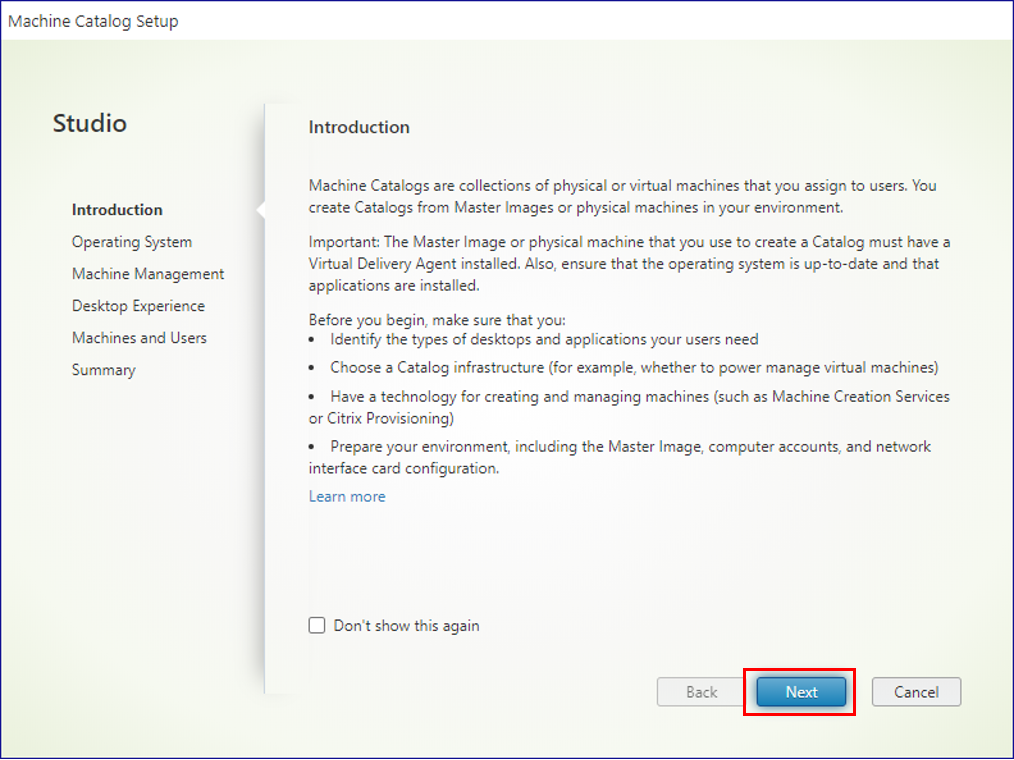 Machine Catalog Setup
Studio
Introduction
Operating System
Machine Management
Desktop Experience
Machines and Users
Summary
Introduction
Machine Catalogs are collections of physical or virtual machines that you assign to users. You
create Catalogs from Master Images or physical machines in your environment.
Important: The Master Image or physical machine that you use to create a Catalog must have a
Virtual Delivery Agent installed. Also, ensure that the operating system is up-to-date and that
applications are installed.
Before you begin, make sure that you:
• Identify the types of desktops and applications your users need
• Choose a Catalog infrastructure (for example, whether to power manage virtual machines)
• Have a technology for creating and managing machines (such as Machine Creation Services
or Citrix Provisioning)
• Prepare your environment, including the Master Image, computer accounts, and network
interface card configuration.
Learn more
Don't show this again
Back
Next
Cancel